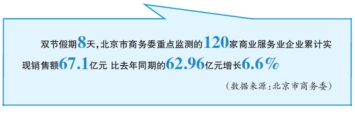 双节假期8天,北京市商务委重点监测的120家商业服务业企业累计实
现销售额67.1亿元 比去年同期的62.96亿元增长6.6%
(数据来源:北京市商务委)